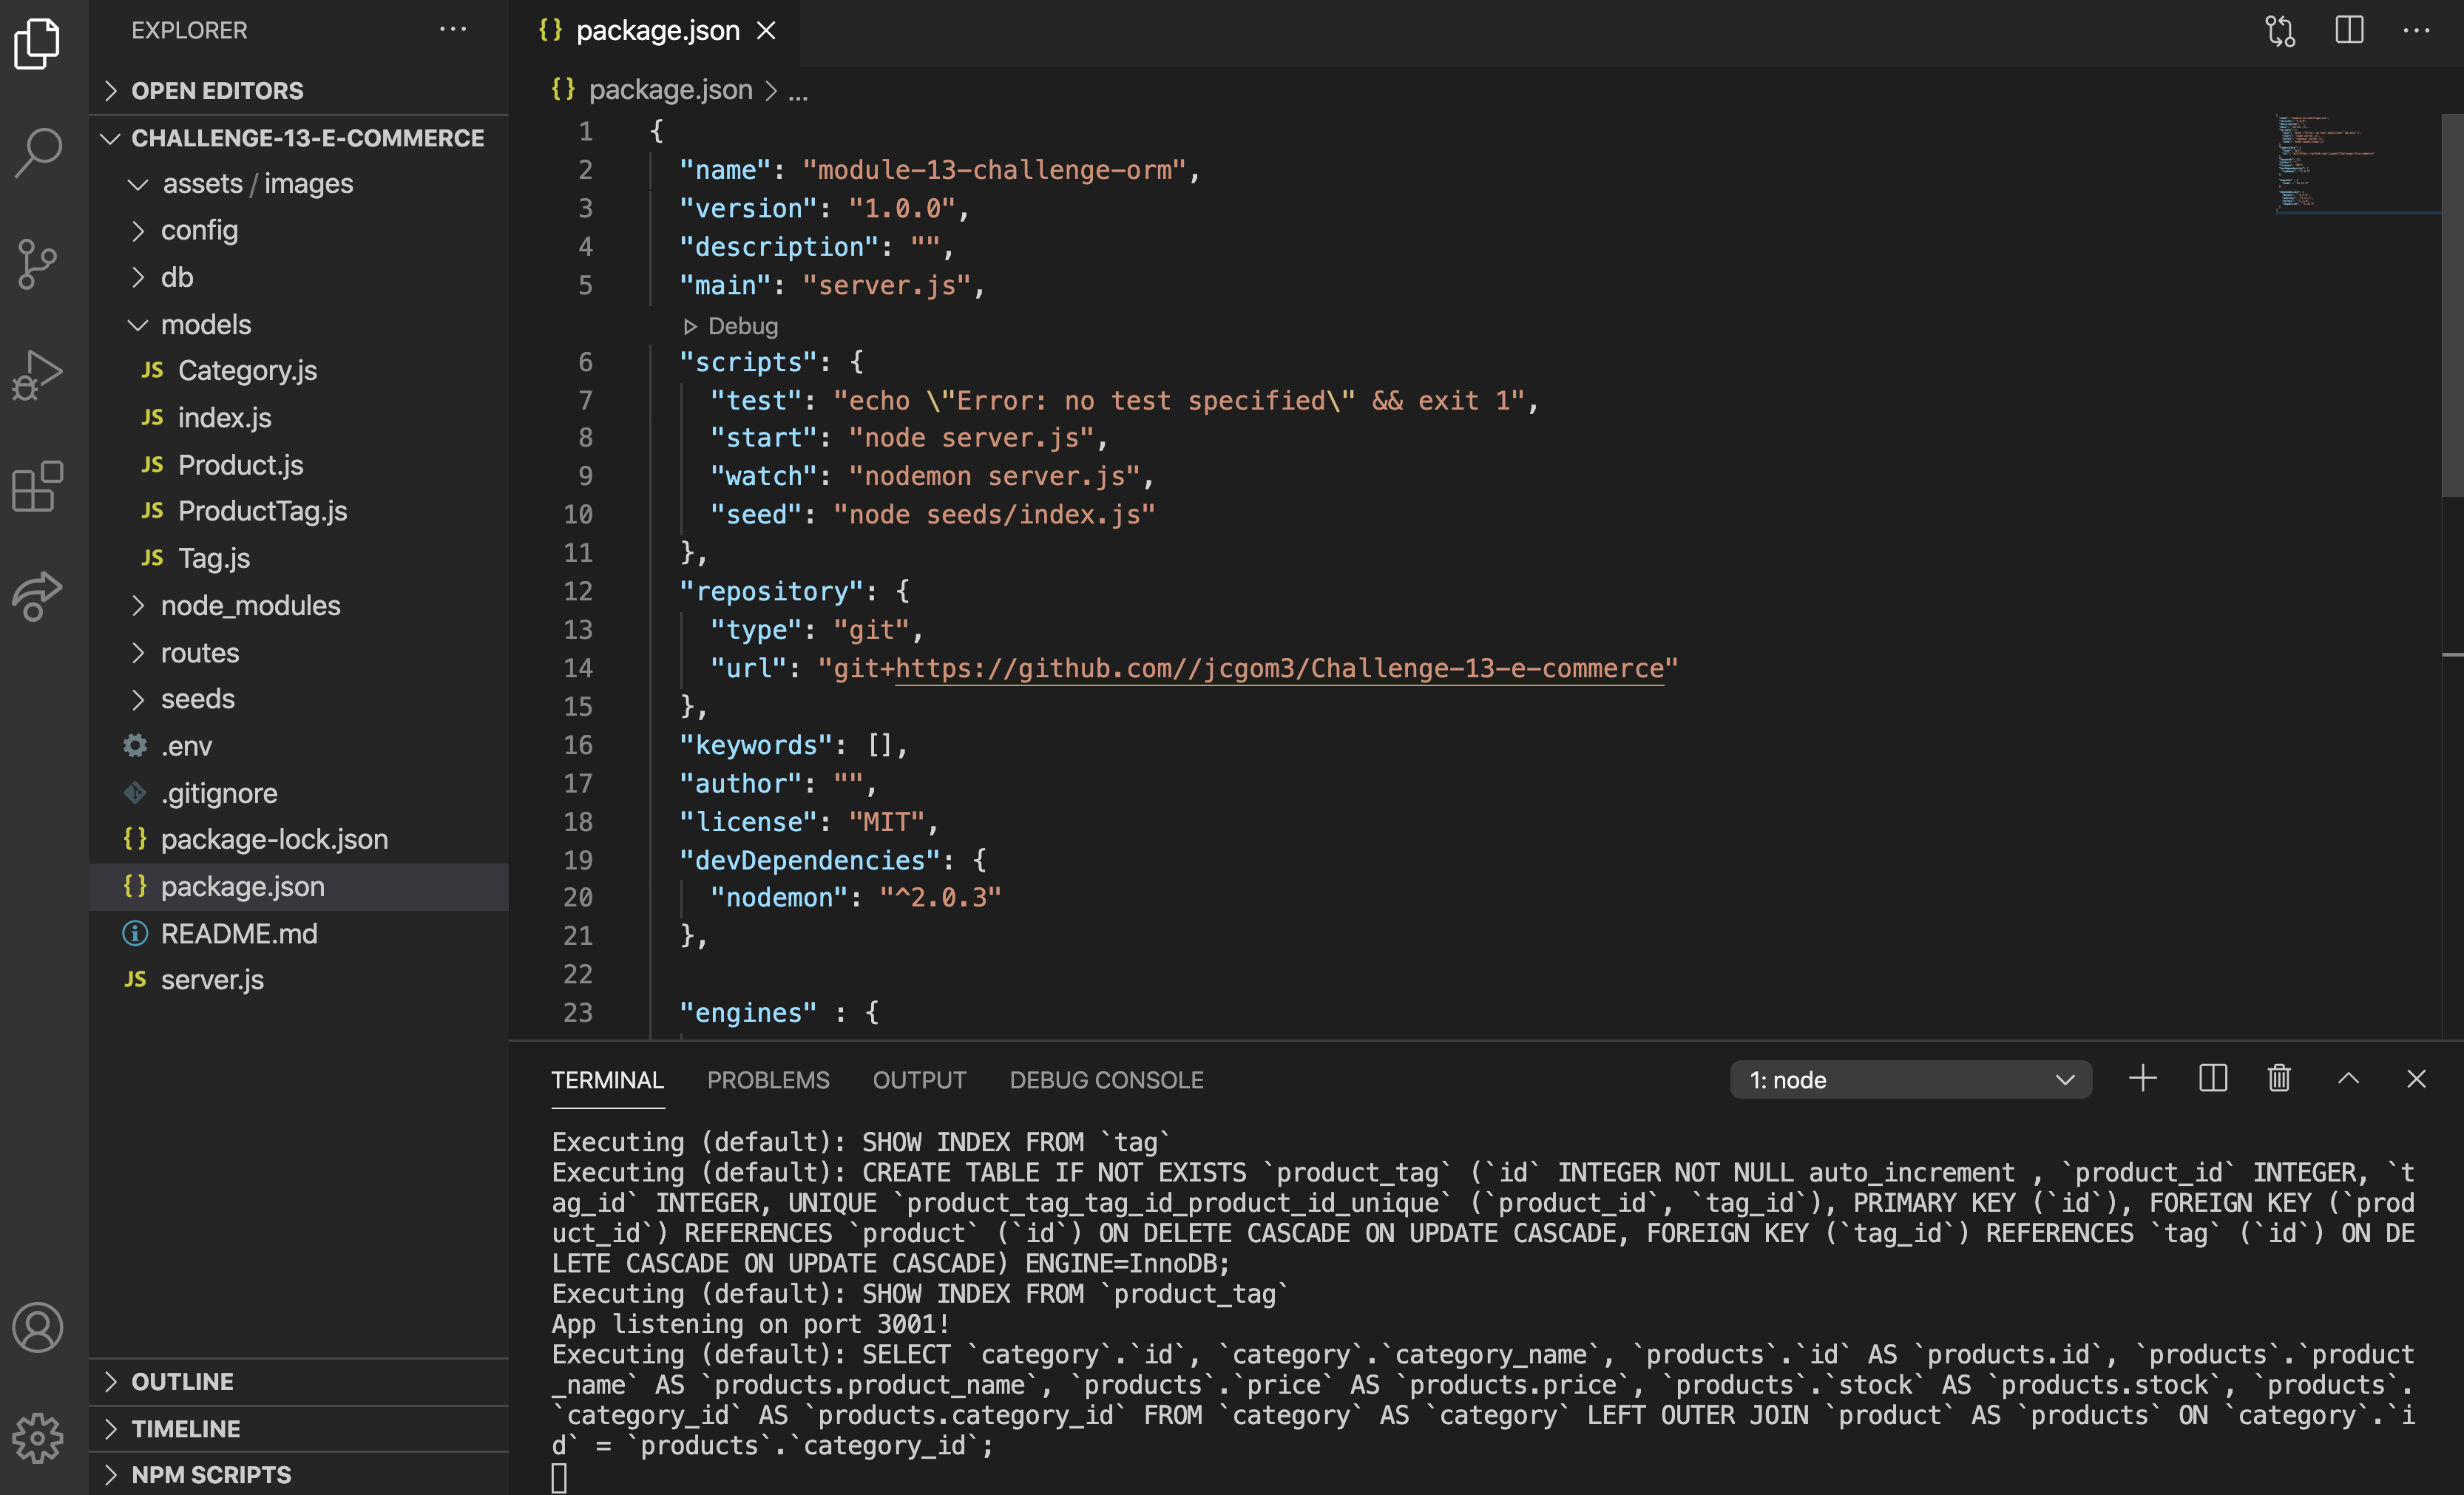 EXPLORER
OPEN EDITORS
CHALLENGE-13-E-COMMERCE
assets / images
config
db
models
JS Category.js
JS index.js
JS Product.js
JS ProductTag.js
JS Tag.js
node_modules
routes
seeds
.env
.gitignore
{} package-lock.json
{} package.json
README.md
JS server.js
OUTLINE
TIMELINE
NPM SCRIPTS
{} package.json
{} package.json > ...
1 {
2 "name": "module-13-challenge-orm",
3 "version": "1.0.0",
4 "description": "",
5 "main": "server.js",
Debug
6 "scripts": {
7 "test": "echo \"Error: no test specified\" && exit 1",
8 "start": "node server.js",
9 "watch": "nodemon server.js",
10 "seed": "node seeds/index.js"
11 },
12 "repository": {
13 "type": "git",
14 "url": "git+https://github.com//jcgom3/Challenge-13-e-commerce"
15 },
16 "keywords": [],
17 "author": "",
18 "license": "MIT",
19 "devDependencies": {
20 "nodemon": "^2.0.3"
21 },
22
23 "engines" : {
TERMINAL PROBLEMS OUTPUT DEBUG CONSOLE 1: node
Executing (default): SHOW INDEX FROM `tag`
Executing (default): CREATE TABLE IF NOT EXISTS `product_tag` (`id` INTEGER NOT NULL auto_increment , `product_id` INTEGER, `t
ag_id` INTEGER, UNIQUE `product_tag_tag_id_product_id_unique` (`product_id`, `tag_id`), PRIMARY KEY (`id`), FOREIGN KEY (`prod
uct_id`) REFERENCES `product` (`id`) ON DELETE CASCADE ON UPDATE CASCADE, FOREIGN KEY (`tag_id`) REFERENCES `tag` (`id`) ON DE
LETE CASCADE ON UPDATE CASCADE) ENGINE=InnoDB;
Executing (default): SHOW INDEX FROM `product_tag`
App listening on port 3001!
Executing (default): SELECT `category`.`id`, `category`.`category_name`, `products`.`id` AS `products.id`, `products`.`product
_name` AS `products.product_name`, `products`.`price` AS `products.price`, `products`.`stock` AS `products.stock`, `products`.
`category_id` AS `products.category_id` FROM `category` AS `category` LEFT OUTER JOIN `product` AS `products` ON `category`.`i
d` = `products`.`category_id`;